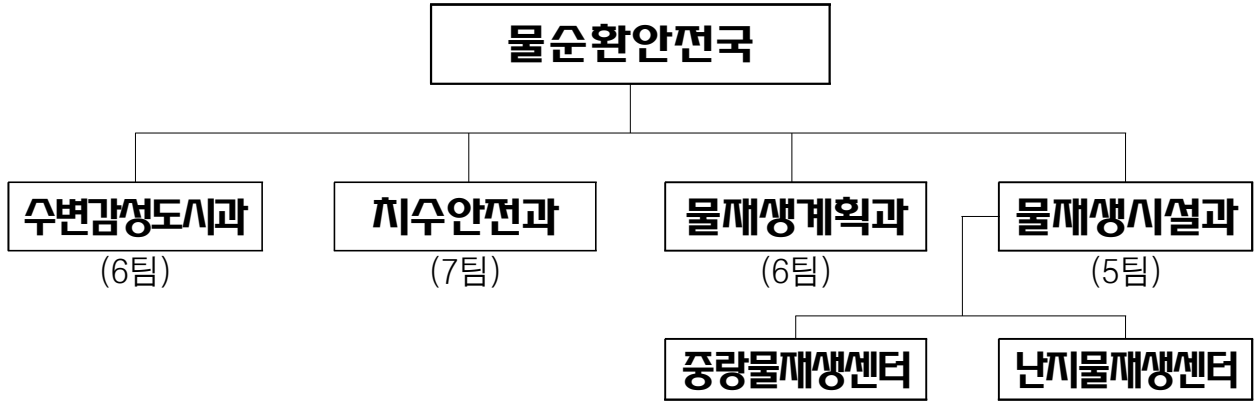 물순환안전국
수변감성도시과
치수안전과
물재생계획과
물재생시설과
(6팀)
(7팀)
(6팀)
(5팀)
중랑물재생센터
난지물재생센터